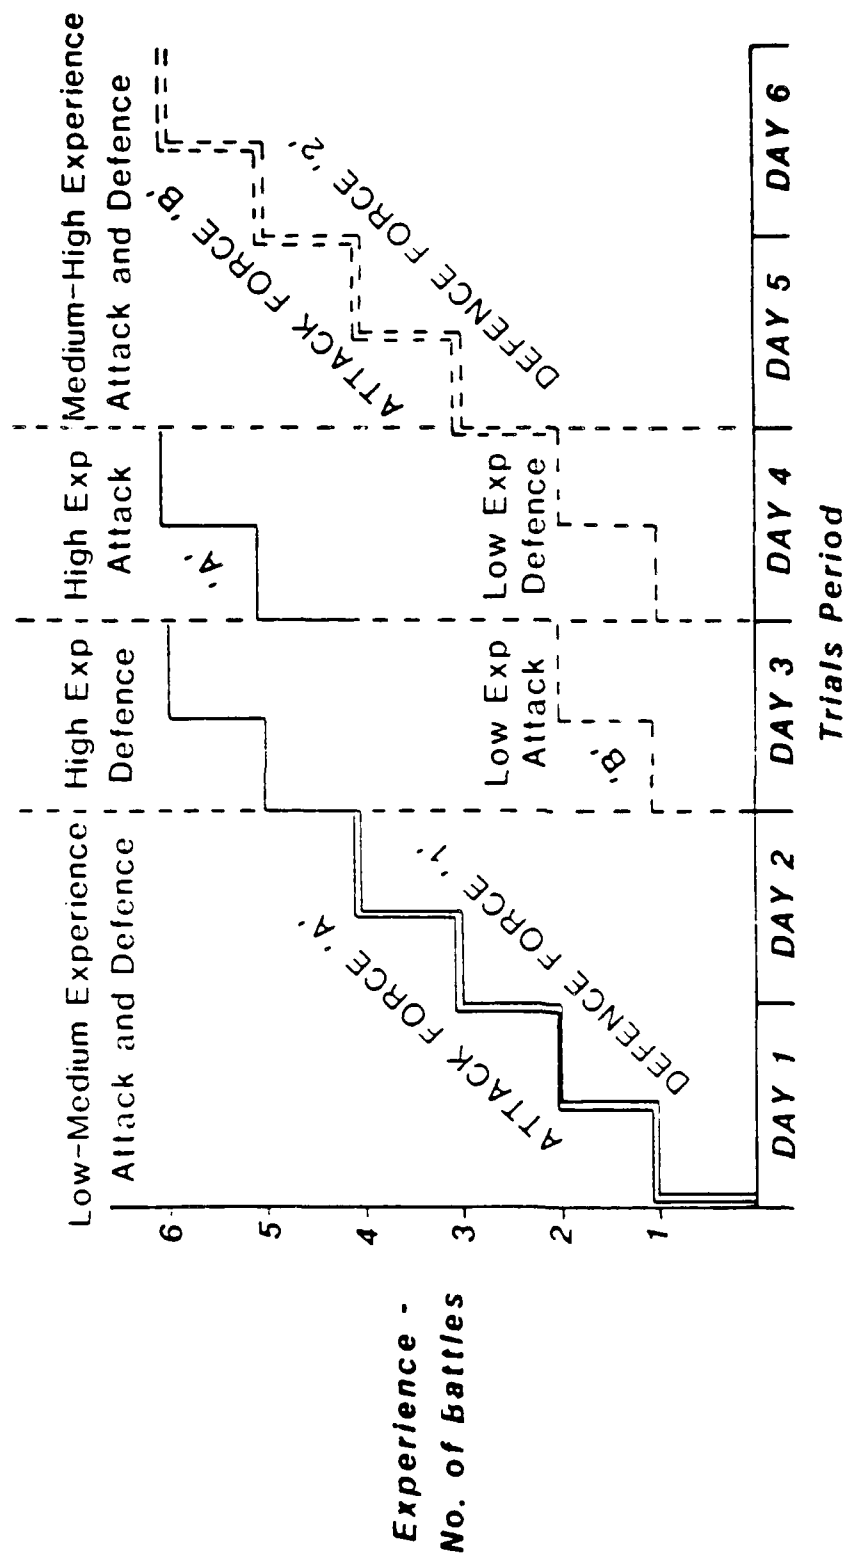 Low-Medium Experience
Attack and Defence
High Exp
Defence
High Exp
Attack
Medium-High Experience
Attack and Defence
Experience -
No. of Battles
6
5
4
3
2
1
ATTACK FORCE 'A'
DEFENCE FORCE '1'
Low Exp
Attack
'B'
'A'
Low Exp
Defence
ATTACK FORCE 'B'
DEFENCE FORCE '2'
DAY 1
DAY 2
DAY 3
DAY 4
DAY 5
DAY 6
Trials Period